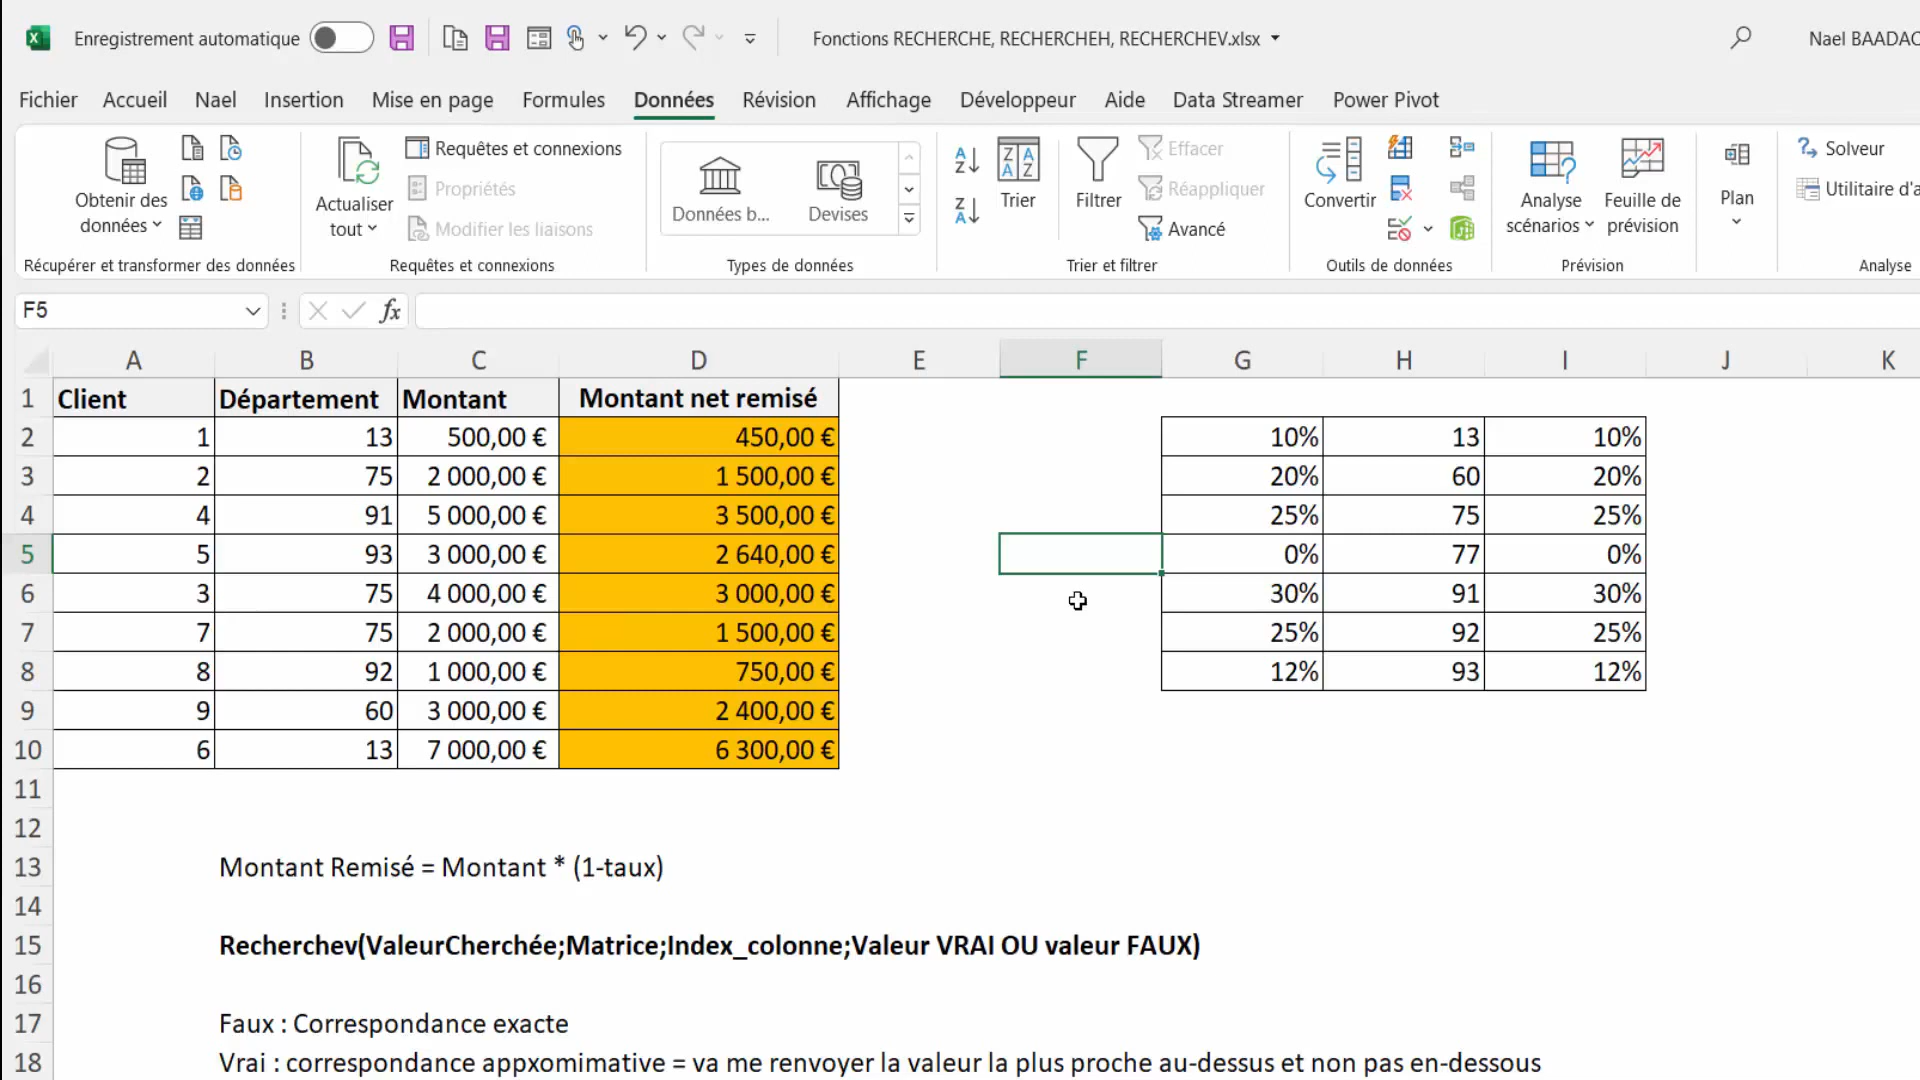 Enregistrement automatique
Fonctions RECHERCHE, RECHERCHEH, RECHERCHEV.xlsx
Nael BAADAC
Fichier Accueil Nael Insertion Mise en page Formules Données Révision Affichage Développeur Aide Data Streamer Power Pivot
Obtenir des données
Actualiser tout
Requêtes et connexions
Propriétés
Modifier les liaisons
Données b...
Devises
Trier
Filtrer
Effacer
Réappliquer
Avancé
Convertir
Analyse scénarios
Feuille de prévision
Plan
Solveur
Utilitaire d'a
Récupérer et transformer des données
Requêtes et connexions
Types de données
Trier et filtrer
Outils de données
Prévision
Analyse
F5
fx
A B C D E F G H I J K
1 Client Département Montant Montant net remisé
2 1 13 500,00 € 450,00 € 10% 13 10%
3 2 75 2 000,00 € 1 500,00 € 20% 60 20%
4 4 91 5 000,00 € 3 500,00 € 25% 75 25%
5 5 93 3 000,00 € 2 640,00 € 0% 77 0%
6 3 75 4 000,00 € 3 000,00 € 30% 91 30%
7 7 75 2 000,00 € 1 500,00 € 25% 92 25%
8 8 92 1 000,00 € 750,00 € 12% 93 12%
9 9 60 3 000,00 € 2 400,00 €
10 6 13 7 000,00 € 6 300,00 €
11
12
13 Montant Remisé = Montant * (1-taux)
14
15 Recherchev(ValeurCherchée;Matrice;Index_colonne;Valeur VRAI OU valeur FAUX)
16
17 Faux : Correspondance exacte
18 Vrai : correspondance appxomimative = va me renvoyer la valeur la plus proche au-dessus et non pas en-dessous